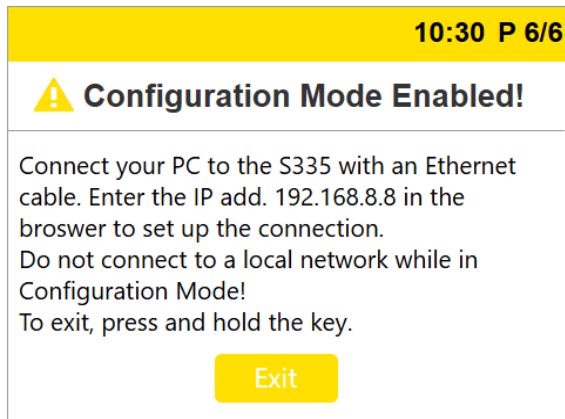 10:30 P 6/6
Configuration Mode Enabled!
Connect your PC to the S335 with an Ethernet
cable. Enter the IP add. 192.168.8.8 in the
broswer to set up the connection.
Do not connect to a local network while in
Configuration Mode!
To exit, press and hold the key.
Exit